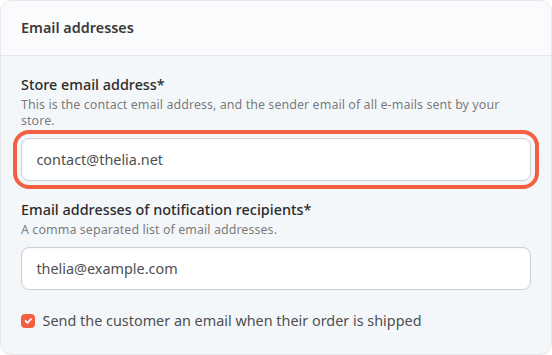 Email addresses
Store email address*
This is the contact email address, and the sender email of all e-mails sent by your
store.
contact@thelia.net
Email addresses of notification recipients*
A comma separated list of email addresses.
thelia@example.com
Send the customer an email when their order is shipped